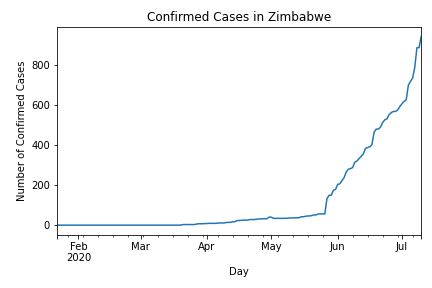 Confirmed Cases in Zimbabwe
Number of Confirmed Cases
800
600
400
200
0
Feb Mar Apr May Jun Jul
2020
Day